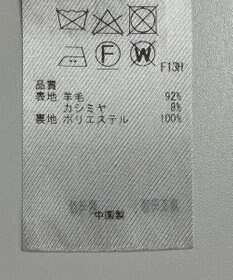 F
W
F13H
品質
表地 羊毛 92%
カシミヤ 8%
裏地 ポリエステル 100%
中国製